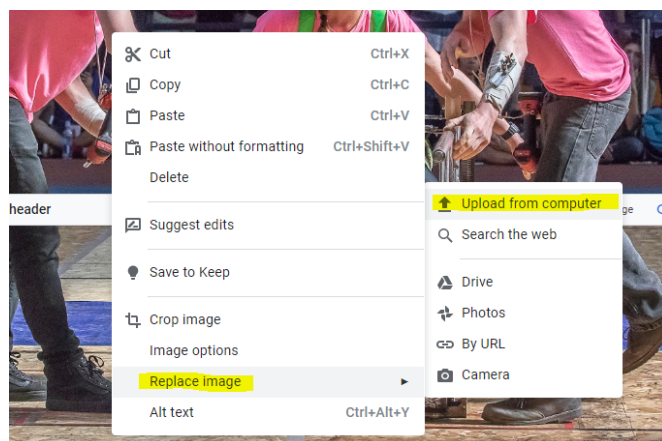 Cut Ctrl+X
Copy Ctrl+C
Paste Ctrl+V
Paste without formatting Ctrl+Shift+V
Delete
header
Suggest edits
Save to Keep
Crop image
Image options
Replace image
Alt text Ctrl+Alt+Y
Upload from computer
ge
Search the web
Drive
Photos
By URL
Camera